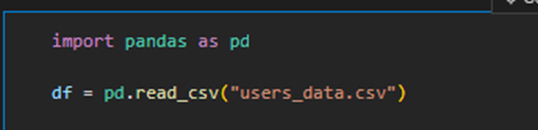 import pandas as pd
df = pd.read_csv("users_data.csv")